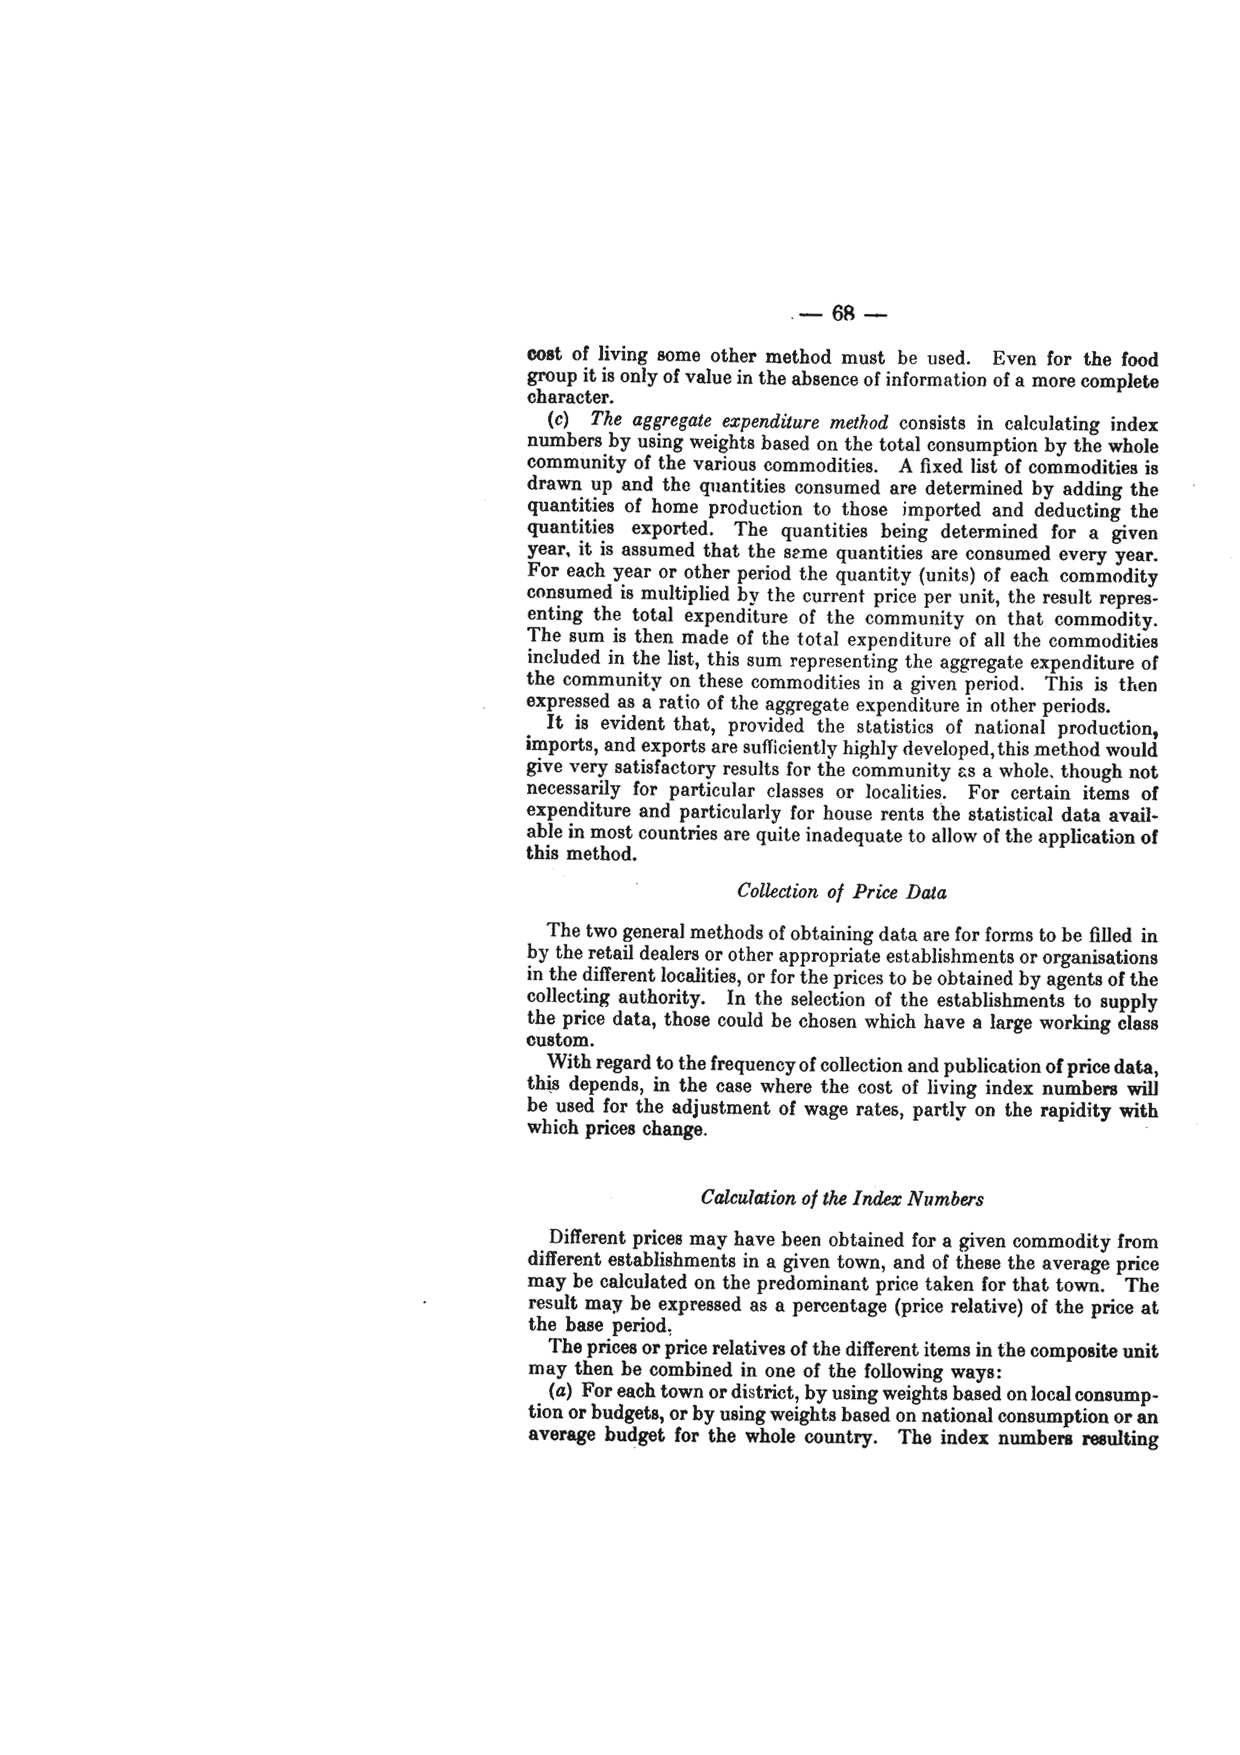 — 68 —
cost of living some other method must be used. Even for the food
group it is only of value in the absence of information of a more complete
character.
(c) The aggregate expenditure method consists in calculating index
numbers by using weights based on the total consumption by the whole
community of the various commodities. A fixed list of commodities is
drawn up and the quantities consumed are determined by adding the
quantities of home production to those imported and deducting the
quantities exported. The quantities being determined for a given
year, it is assumed that the same quantities are consumed every year.
For each year or other period the quantity (units) of each commodity
consumed is multiplied by the current price per unit, the result repres-
enting the total expenditure of the community on that commodity.
The sum is then made of the total expenditure of all the commodities
included in the list, this sum representing the aggregate expenditure of
the community on these commodities in a given period. This is then
expressed as a ratio of the aggregate expenditure in other periods.
It is evident that, provided the statistics of national production,
imports, and exports are sufficiently highly developed, this method would
give very satisfactory results for the community as a whole, though not
necessarily for particular classes or localities. For certain items of
expenditure and particularly for house rents the statistical data avail-
able in most countries are quite inadequate to allow of the application of
this method.
Collection of Price Data
The two general methods of obtaining data are for forms to be filled in
by the retail dealers or other appropriate establishments or organisations
in the different localities, or for the prices to be obtained by agents of the
collecting authority. In the selection of the establishments to supply
the price data, those could be chosen which have a large working class
custom.
With regard to the frequency of collection and publication of price data,
this depends, in the case where the cost of living index numbers will
be used for the adjustment of wage rates, partly on the rapidity with
which prices change.
Calculation of the Index Numbers
Different prices may have been obtained for a given commodity from
different establishments in a given town, and of these the average price
may be calculated on the predominant price taken for that town. The
result may be expressed as a percentage (price relative) of the price at
the base period.
The prices or price relatives of the different items in the composite unit
may then be combined in one of the following ways:
(a) For each town or district, by using weights based on local consump-
tion or budgets, or by using weights based on national consumption or an
average budget for the whole country. The index numbers resulting